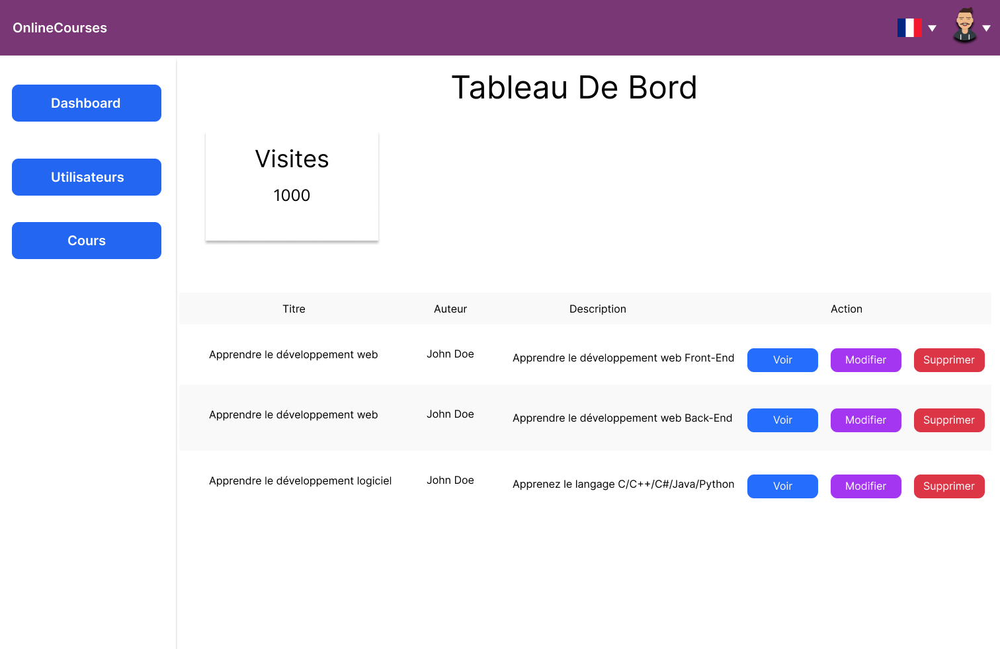 OnlineCourses
Dashboard
Utilisateurs
Cours
Tableau De Bord
Visites
1000
Titre Auteur Description Action
Apprendre le développement web John Doe Apprendre le développement web Front-End Voir Modifier Supprimer
Apprendre le développement web John Doe Apprendre le développement web Back-End Voir Modifier Supprimer
Apprendre le développement logiciel John Doe Apprenez le langage C/C++/C#/Java/Python Voir Modifier Supprimer